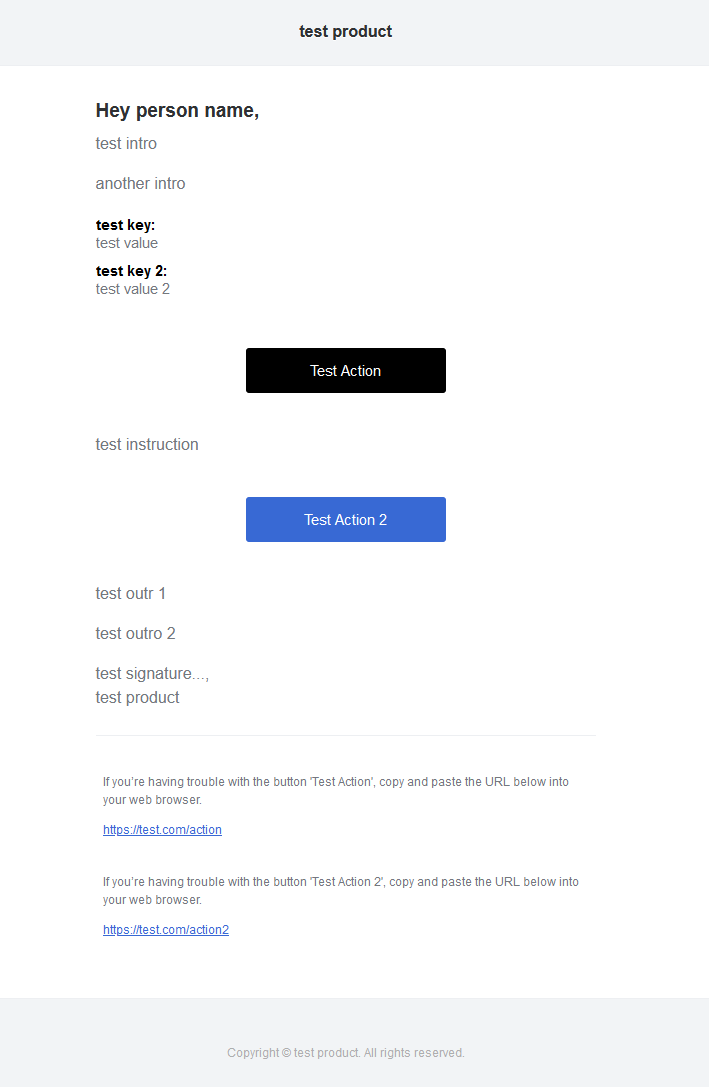 test product
Hey person name,
test intro
another intro
test key:
test value
test key 2:
test value 2
Test Action
test instruction
Test Action 2
test outr 1
test outro 2
test signature...,
test product
If you're having trouble with the button 'Test Action', copy and paste the URL below into
your web browser.
https://test.com/action
If you're having trouble with the button 'Test Action 2', copy and paste the URL below into
your web browser.
https://test.com/action2
Copyright © test product. All rights reserved.